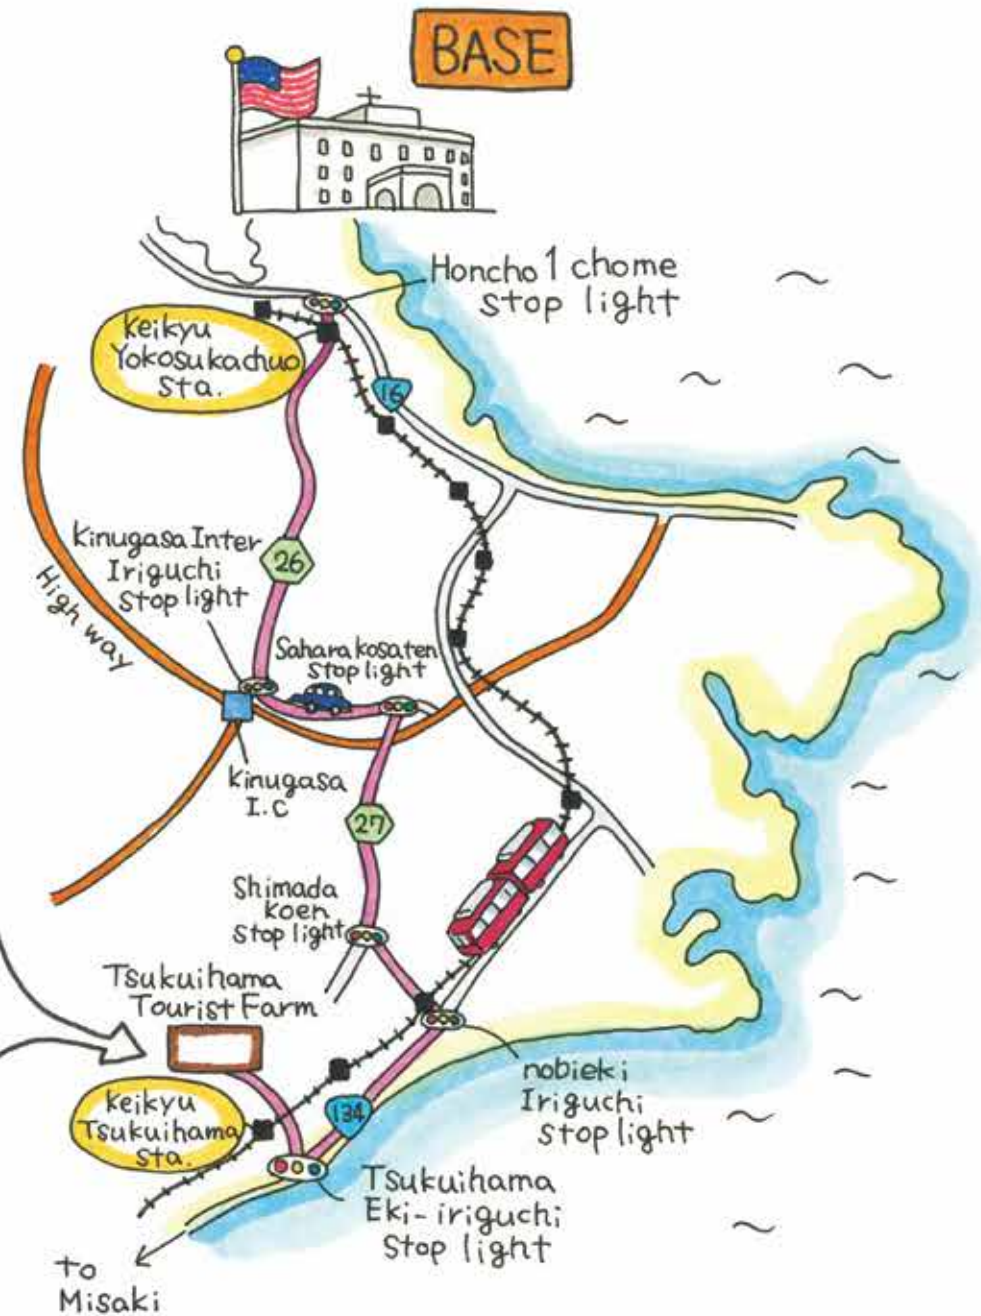 BASE
Honcho 1 chome
stop light
Keikyu
Yokosukachuo
Sta.
16
Kinugasa Inter
Iriguchi
Stop light
26
High way
Sahara kosaten
Stop light
Kinugasa
I.C
27
Shimada
Koen
Stop light
Tsukuihama
Tourist Farm
nobieki
Iriguchi
stop light
Keikyu
Tsukuihama
Sta.
134
Tsukuihama
Eki-iriguchi
Stop light
to
Misaki